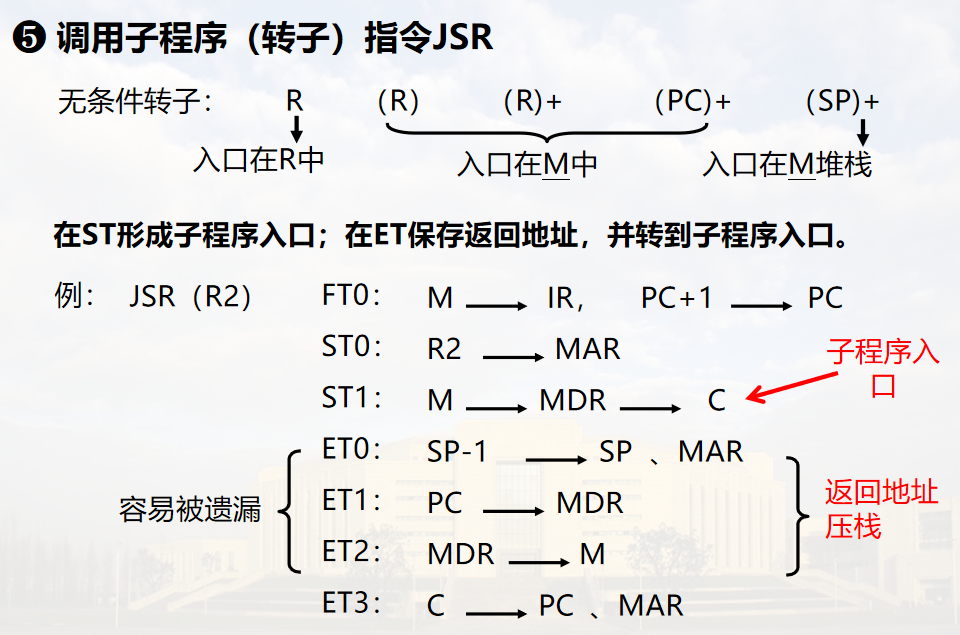 ❺ 调用子程序（转子）指令JSR
无条件转子： R （R） （R)+ （PC)+ （SP)+
入口在R中 入口在M中 入口在M堆栈
在ST形成子程序入口；在ET保存返回地址，并转到子程序入口。
例： JSR（R2） FT0： M → IR， PC+1 → PC
ST0： R2 → MAR
子程序入
口
ST1： M → MDR → C
ET0： SP-1 → SP 、MAR
容易被遗漏
ET1： PC → MDR
返回地址
压栈
ET2： MDR → M
ET3： C → PC 、MAR